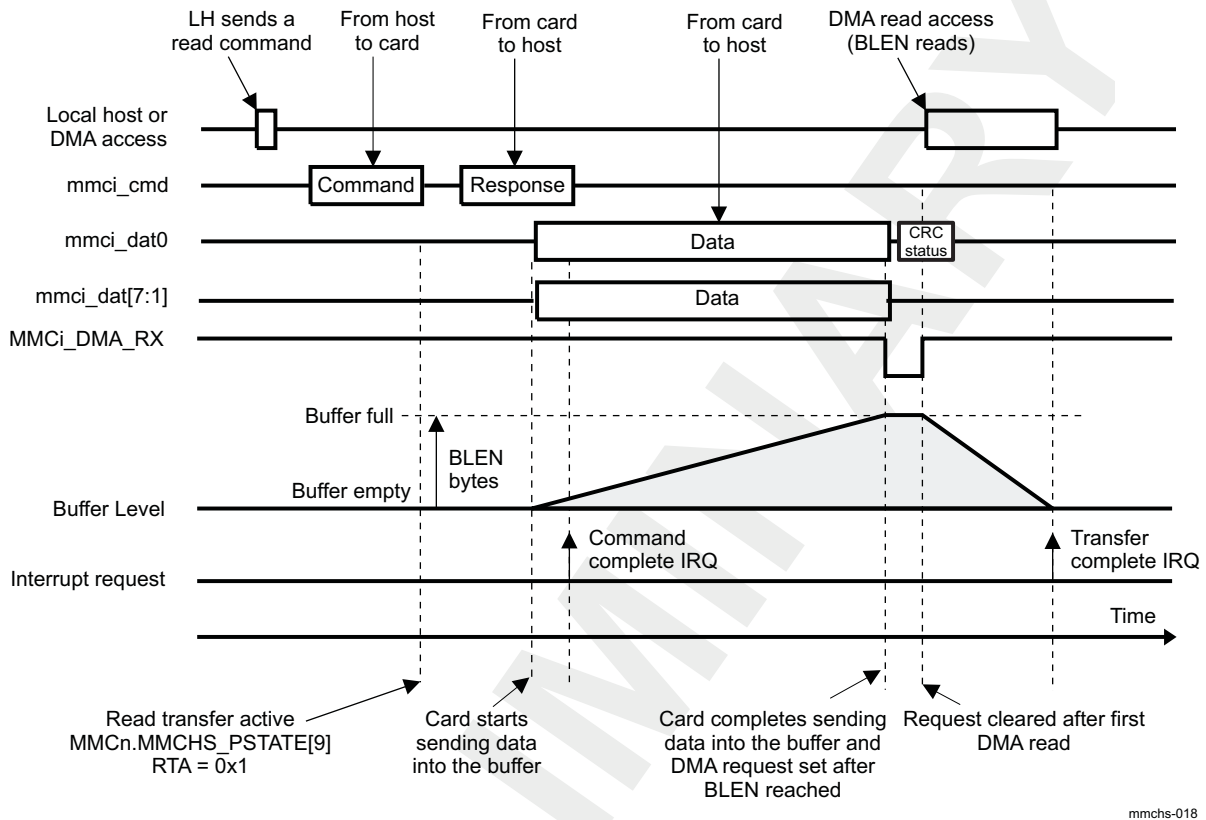 LH sends a
read command
From host
to card
From card
to host
From card
to host
DMA read access
(BLEN reads)
Local host or
DMA access
mmci_cmd
Command
Response
mmci_dat0
Data
CRC
status
mmci_dat[7:1]
Data
MMCi_DMA_RX
Buffer full
BLEN
bytes
Buffer empty
Buffer Level
Command
complete IRQ
Transfer
complete IRQ
Interrupt request
Time
Read transfer active
MMCn.MMCHS_PSTATE[9]
RTA = 0x1
Card starts
sending data
into the buffer
Card completes sending
data into the buffer and
DMA request set after
BLEN reached
Request cleared after first
DMA read
mmchs-018